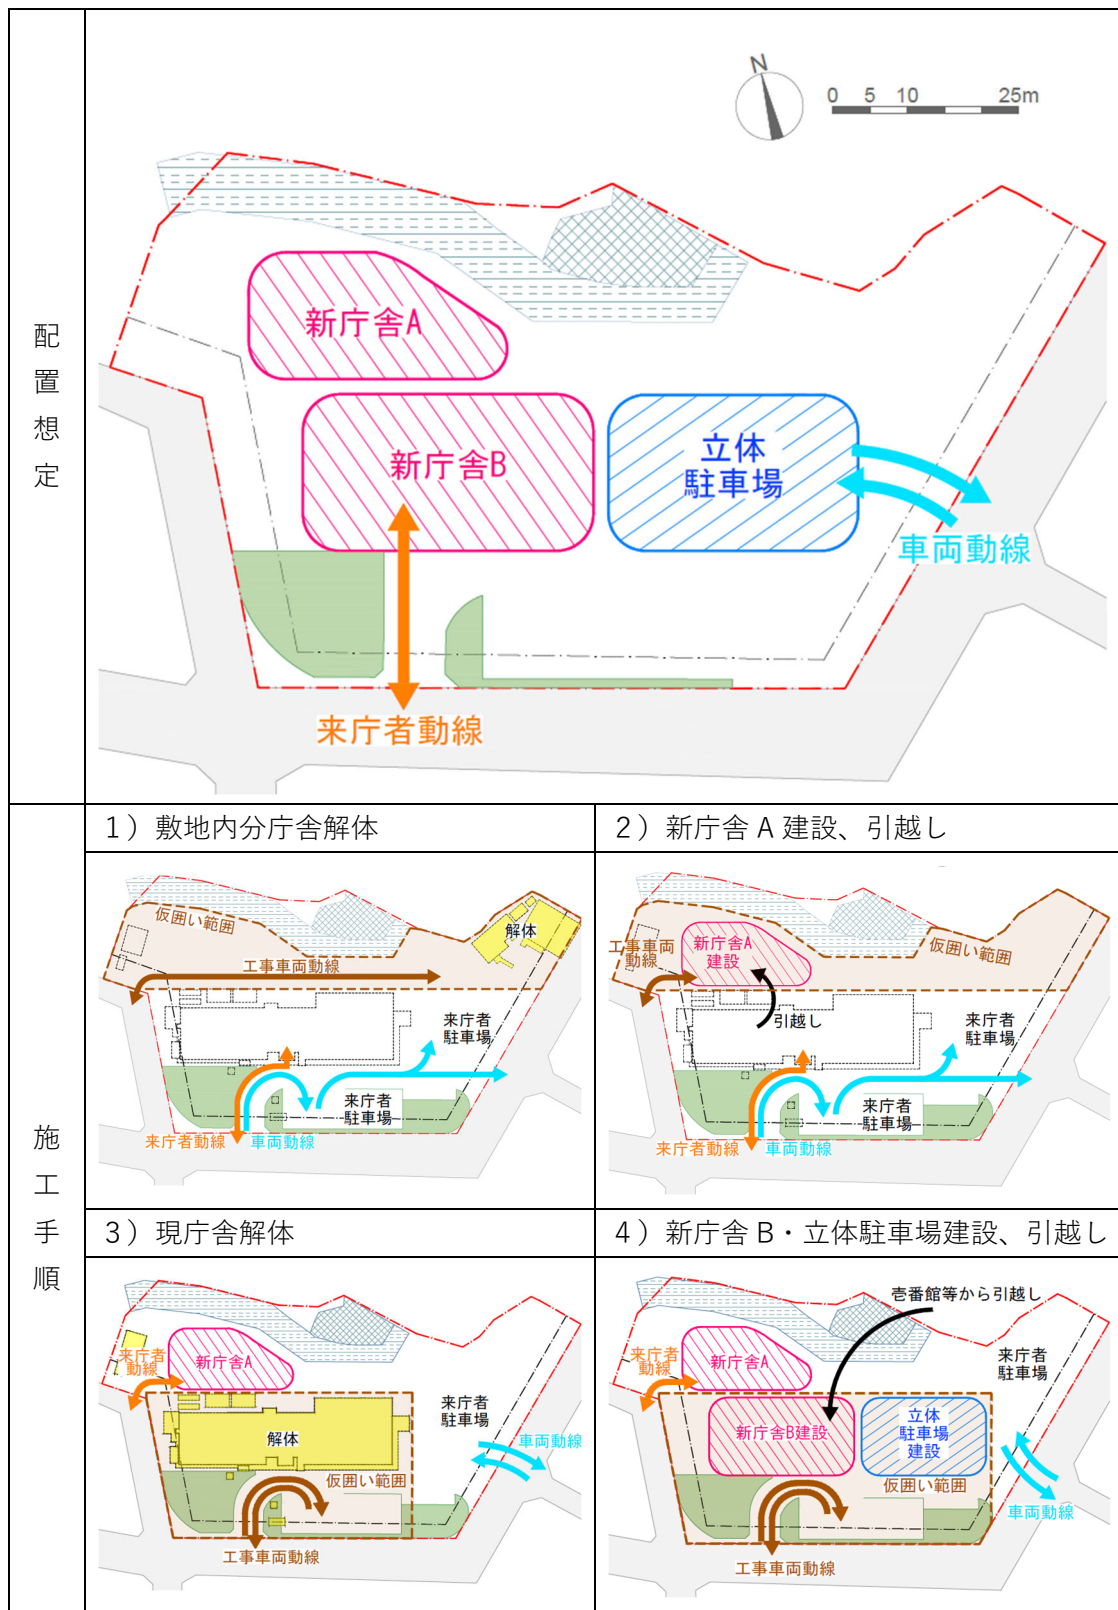 配置想定
N
0 5 10 25m
新庁舎A
新庁舎B
立体
駐車場
車両動線
来庁者動線
施工手順
1）敷地内分庁舎解体
仮囲い範囲
解体
工事車両動線
来庁者
駐車場
来庁者
駐車場
来庁者動線
車両動線
2）新庁舎 A 建設、引越し
新庁舎A
建設
仮囲い範囲
工事車両
動線
引越し
来庁者
駐車場
来庁者
駐車場
来庁者動線
車両動線
3）現庁舎解体
来庁者
動線
新庁舎A
来庁者
駐車場
解体
車両動線
仮囲い範囲
工事車両動線
4）新庁舎 B・立体駐車場建設、引越し
壱番館等から引越し
来庁者
動線
新庁舎A
来庁者
駐車場
新庁舎B建設
立体
駐車場
建設
仮囲い範囲
車両動線
工事車両動線